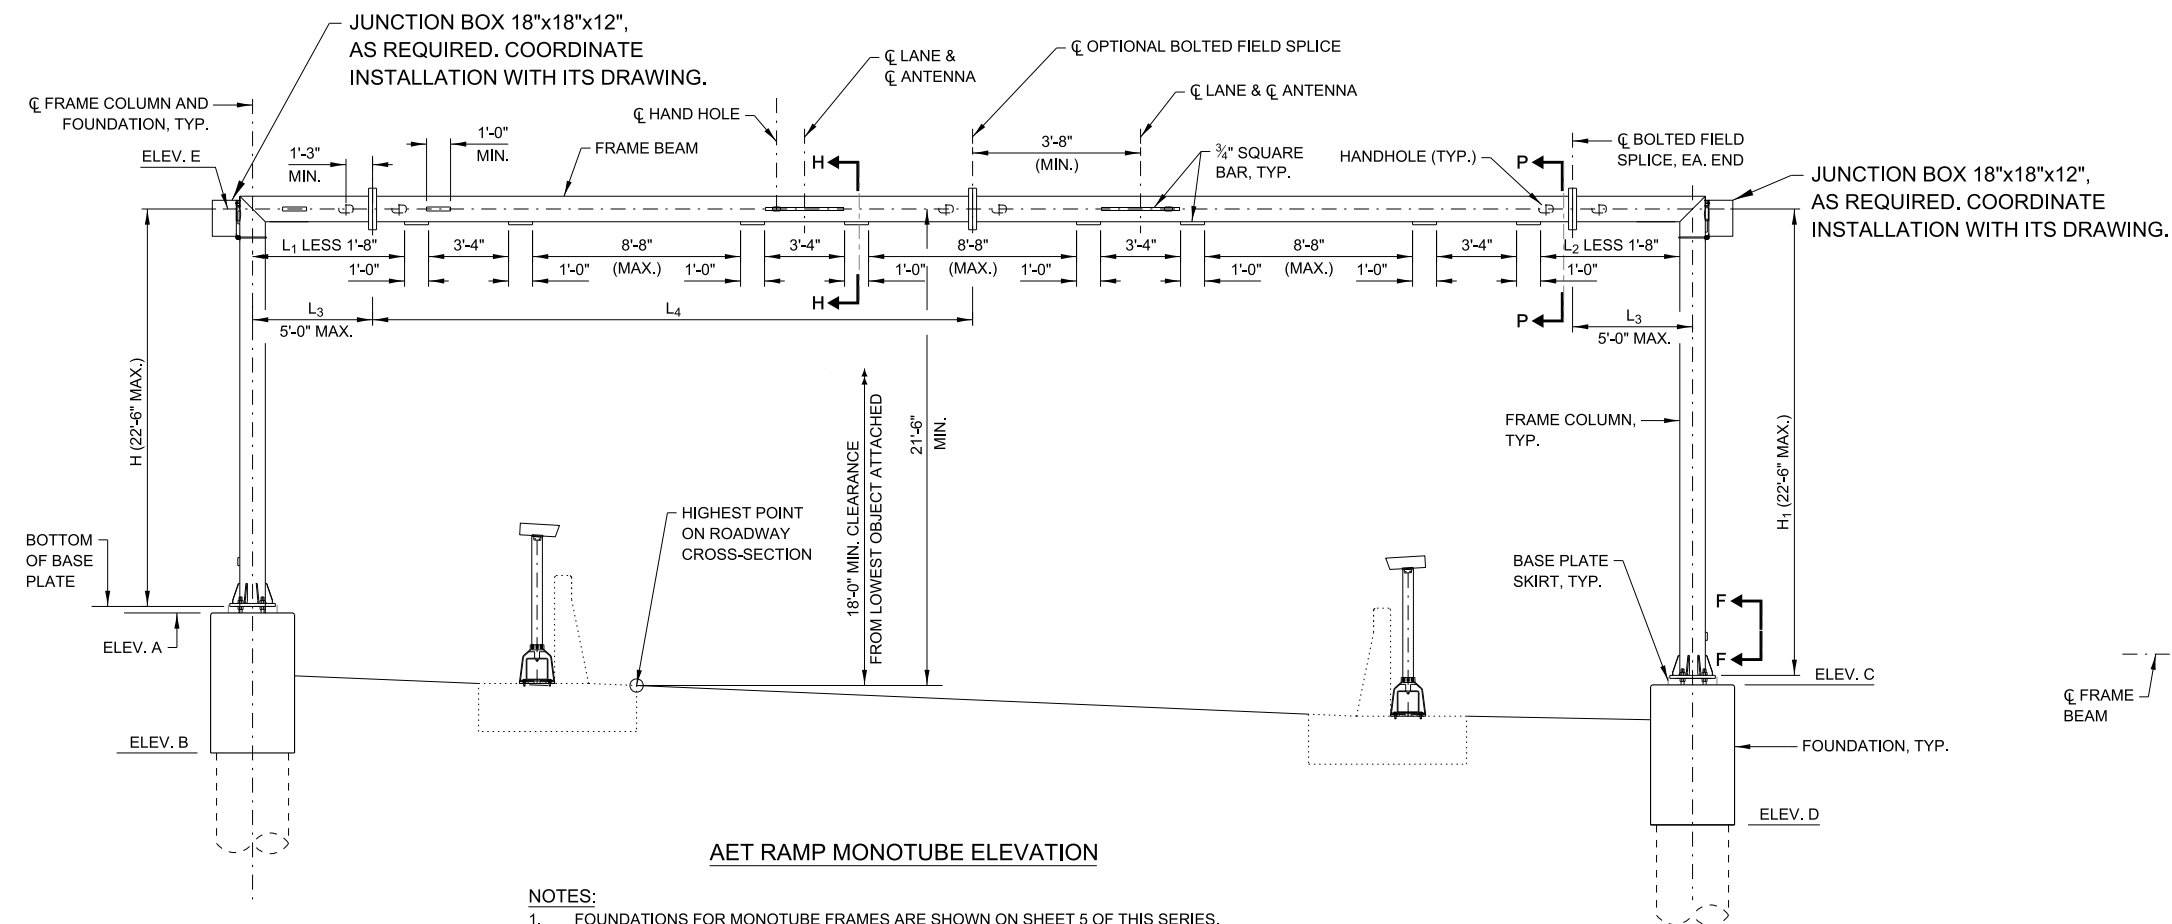 JUNCTION BOX 18"x18"x12",
AS REQUIRED. COORDINATE
INSTALLATION WITH ITS DRAWING.
℄ LANE &
℄ ANTENNA
℄ OPTIONAL BOLTED FIELD SPLICE
℄ LANE & ℄ ANTENNA
℄ FRAME COLUMN AND
FOUNDATION, TYP.
℄ HAND HOLE
ELEV. E
1'-3"
MIN.
1'-0"
MIN.
FRAME BEAM
H
3'-8"
(MIN.)
¾" SQUARE
BAR, TYP.
HANDHOLE (TYP.)
P
℄ BOLTED FIELD
SPLICE, EA. END
JUNCTION BOX 18"x18"x12",
AS REQUIRED. COORDINATE
INSTALLATION WITH ITS DRAWING.
L₁ LESS 1'-8"
3'-4"
8'-8"
(MAX.)
3'-4"
8'-8"
(MAX.)
3'-4"
8'-8"
(MAX.)
3'-4"
L₂ LESS 1'-8"
1'-0"
1'-0"
1'-0"
1'-0"
1'-0"
1'-0"
1'-0"
1'-0"
H
P
L₃
5'-0" MAX.
L₄
L₃
5'-0" MAX.
H (22'-6" MAX.)
18'-0" MIN. CLEARANCE
FROM LOWEST OBJECT ATTACHED
21'-6"
MIN.
FRAME COLUMN,
TYP.
H₁ (22'-6" MAX.)
HIGHEST POINT
ON ROADWAY
CROSS-SECTION
BOTTOM
OF BASE
PLATE
BASE PLATE
SKIRT, TYP.
F
F
ELEV. A
ELEV. C
℄ FRAME
BEAM
ELEV. B
FOUNDATION, TYP.
ELEV. D
AET RAMP MONOTUBE ELEVATION
NOTES:
1. FOUNDATIONS FOR MONOTUBE FRAMES ARE SHOWN ON SHEET 5 OF THIS SERIES.